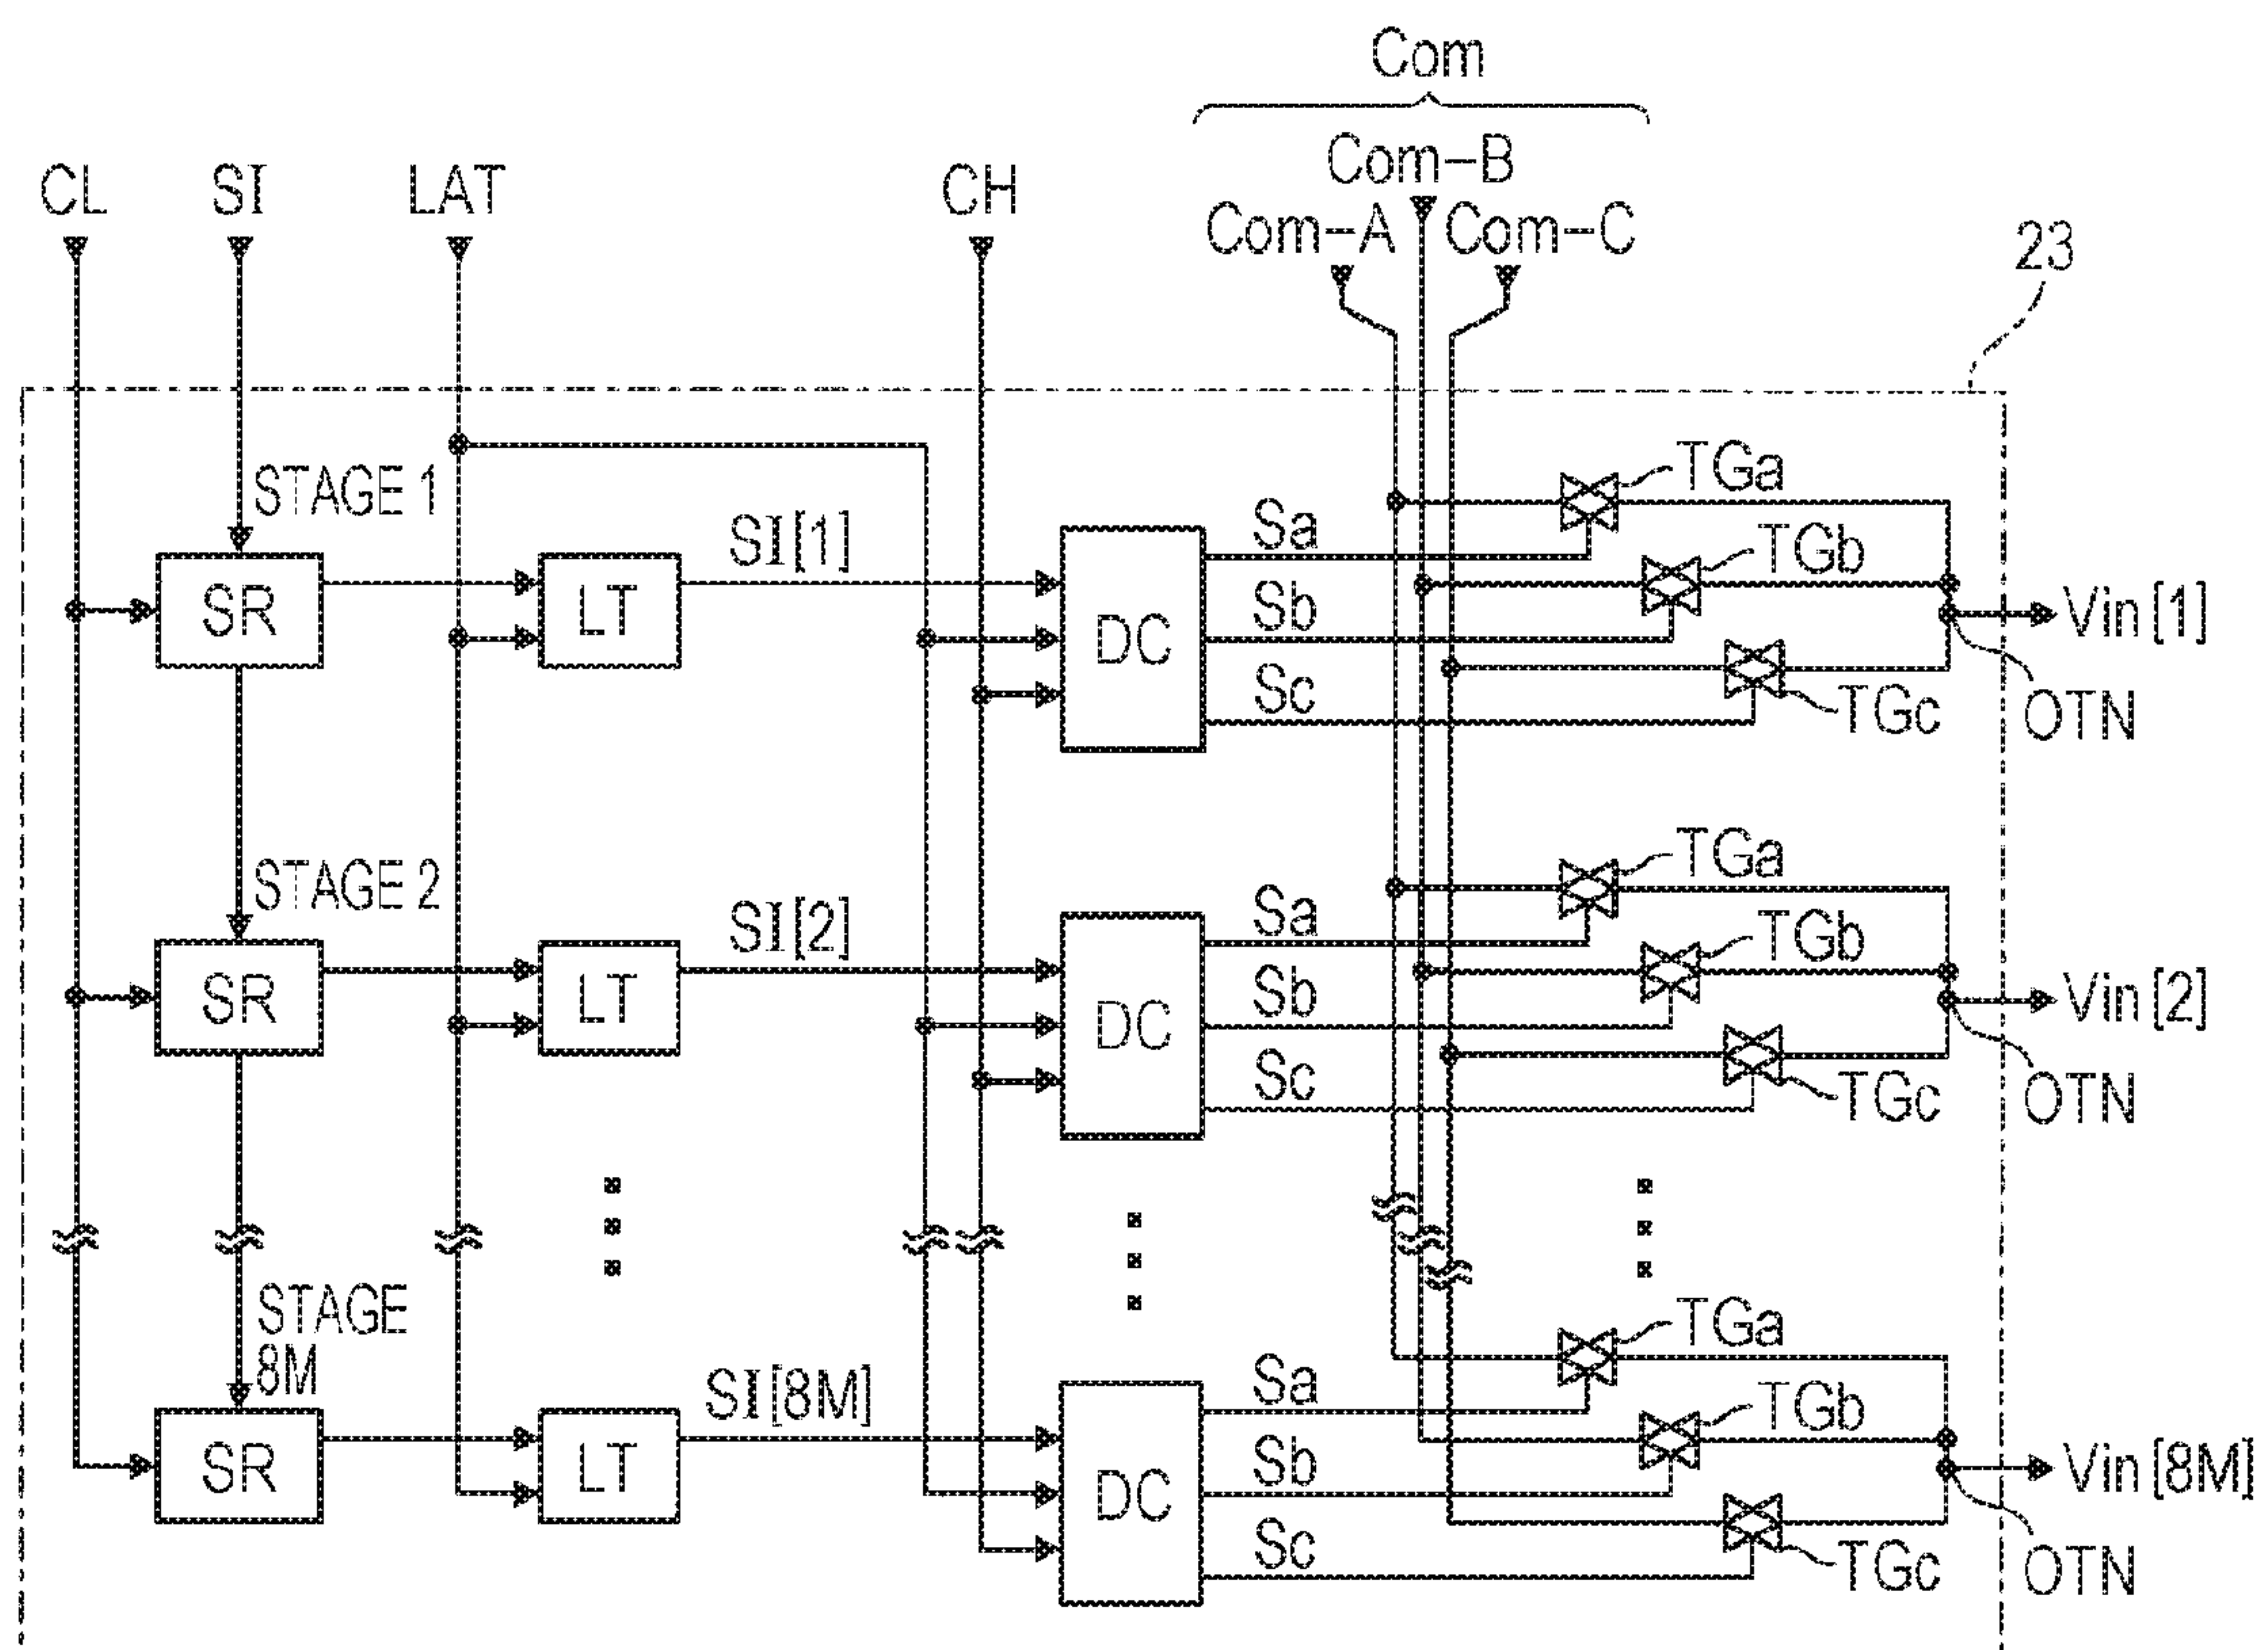 Com
Com-B
CL SI LAT CH Com-A Com-C
23
STAGE 1
TGa
SI[1] Sa
TGb
SR LT DC Sb Vin[1]
Sc
TGc OTN
STAGE 2
TGa
SI[2] Sa
TGb
SR LT DC Sb Vin[2]
Sc
TGc OTN
STAGE
8M
TGa
SI[8M] Sa
TGb
SR LT DC Sb Vin[8M]
Sc
TGc OTN